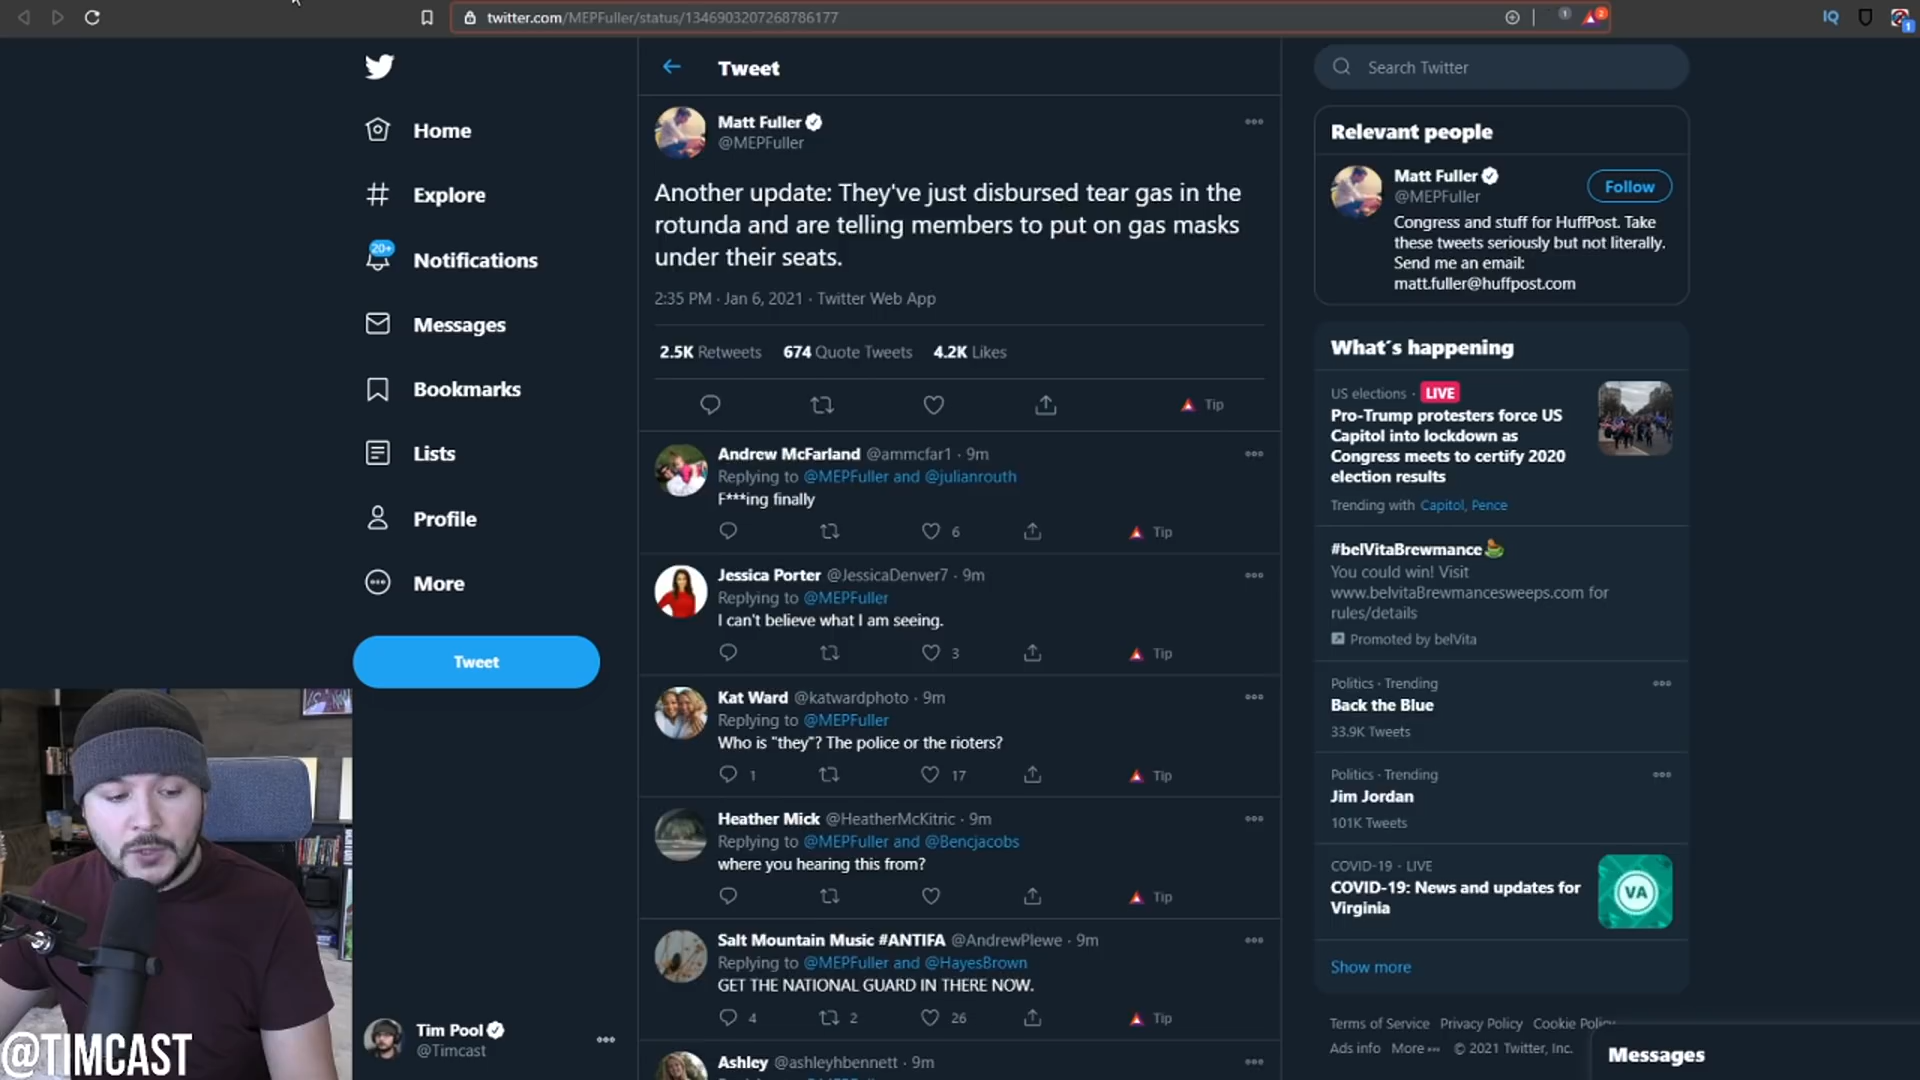 twitter.com/MEPFuller/status/1346903207268786177
1
2
IQ
1
Home
Explore
20+
Notifications
Messages
Bookmarks
Lists
Profile
More
Tweet
Tim Pool
@Timcast
@TIMCAST
Tweet
Matt Fuller
@MEPFuller
Another update: They've just disbursed tear gas in the
rotunda and are telling members to put on gas masks
under their seats.
2:35 PM · Jan 6, 2021 · Twitter Web App
2.5K Retweets 674 Quote Tweets 4.2K Likes
Tip
Andrew McFarland @ammcfar1 · 9m
Replying to @MEPFuller and @julianrouth
F***ing finally
6 Tip
Jessica Porter @JessicaDenver7 · 9m
Replying to @MEPFuller
I can't believe what I am seeing.
3 Tip
Kat Ward @katwardphoto · 9m
Replying to @MEPFuller
Who is "they"? The police or the rioters?
1 17 Tip
Heather Mick @HeatherMcKitric · 9m
Replying to @MEPFuller and @Bencjacobs
where you hearing this from?
Tip
Salt Mountain Music #ANTIFA @AndrewPlewe · 9m
Replying to @MEPFuller and @HayesBrown
GET THE NATIONAL GUARD IN THERE NOW.
4 2 26 Tip
Ashley @ashleyhbennett · 9m
Search Twitter
Relevant people
Matt Fuller
@MEPFuller
Follow
Congress and stuff for HuffPost. Take
these tweets seriously but not literally.
Send me an email:
matt.fuller@huffpost.com
What's happening
US elections · LIVE
Pro-Trump protesters force US
Capitol into lockdown as
Congress meets to certify 2020
election results
Trending with Capitol, Pence
#belVitaBrewmance
You could win! Visit
www.belvitaBrewmancesweeps.com for
rules/details
Promoted by belVita
Politics · Trending
Back the Blue
33.9K Tweets
Politics · Trending
Jim Jordan
101K Tweets
COVID-19 · LIVE
COVID-19: News and updates for
Virginia
VA
Show more
Terms of Service Privacy Policy Cookie Policy
Ads info More © 2021 Twitter, Inc.
Messages